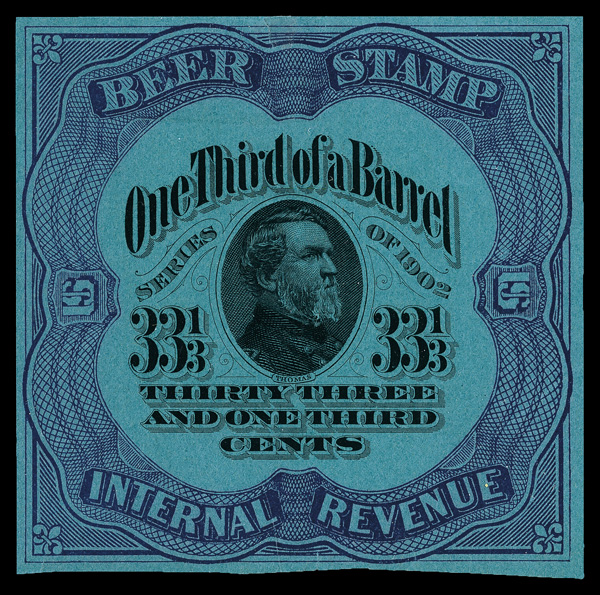 BEER STAMP
One Third of a Barrel
SERIES OF 1902
33 1/3 33 1/3
THOMAS
THIRTY THREE
AND ONE THIRD
CENTS
INTERNAL REVENUE